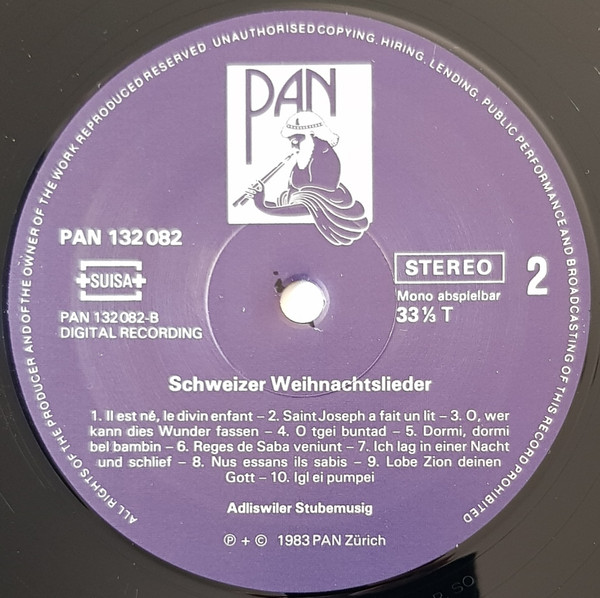 ALL RIGHTS OF THE PRODUCER AND OF THE OWNER OF THE WORK REPRODUCED RESERVED. UNAUTHORISED COPYING. HIRING. LENDING. PUBLIC PERFORMANCE AND BROADCASTING OF THIS RECORD PROHIBITED
PAN
PAN 132 082
SUISA
PAN 132 082-B
DIGITAL RECORDING
STEREO
2
Mono abspielbar
33 ⅓ T
Schweizer Weihnachtslieder
1. Il est né, le divin enfant – 2. Saint Joseph a fait un lit – 3. O, wer
kann dies Wunder fassen – 4. O tgei buntad – 5. Dormi, dormi
bel bambin – 6. Reges de Saba veniunt – 7. Ich lag in einer Nacht
und schlief – 8. Nus essans ils sabis – 9. Lobe Zion deinen
Gott – 10. Igl ei pumpei
Adliswiler Stubemusig
℗ + © 1983 PAN Zürich